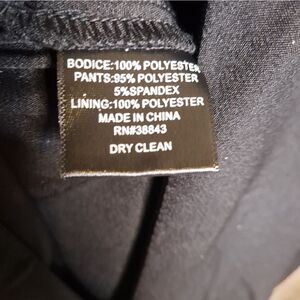 BODICE:100% POLYESTER
PANTS:95% POLYESTER
5%SPANDEX
LINING:100% POLYESTER
MADE IN CHINA
RN#38843
DRY CLEAN